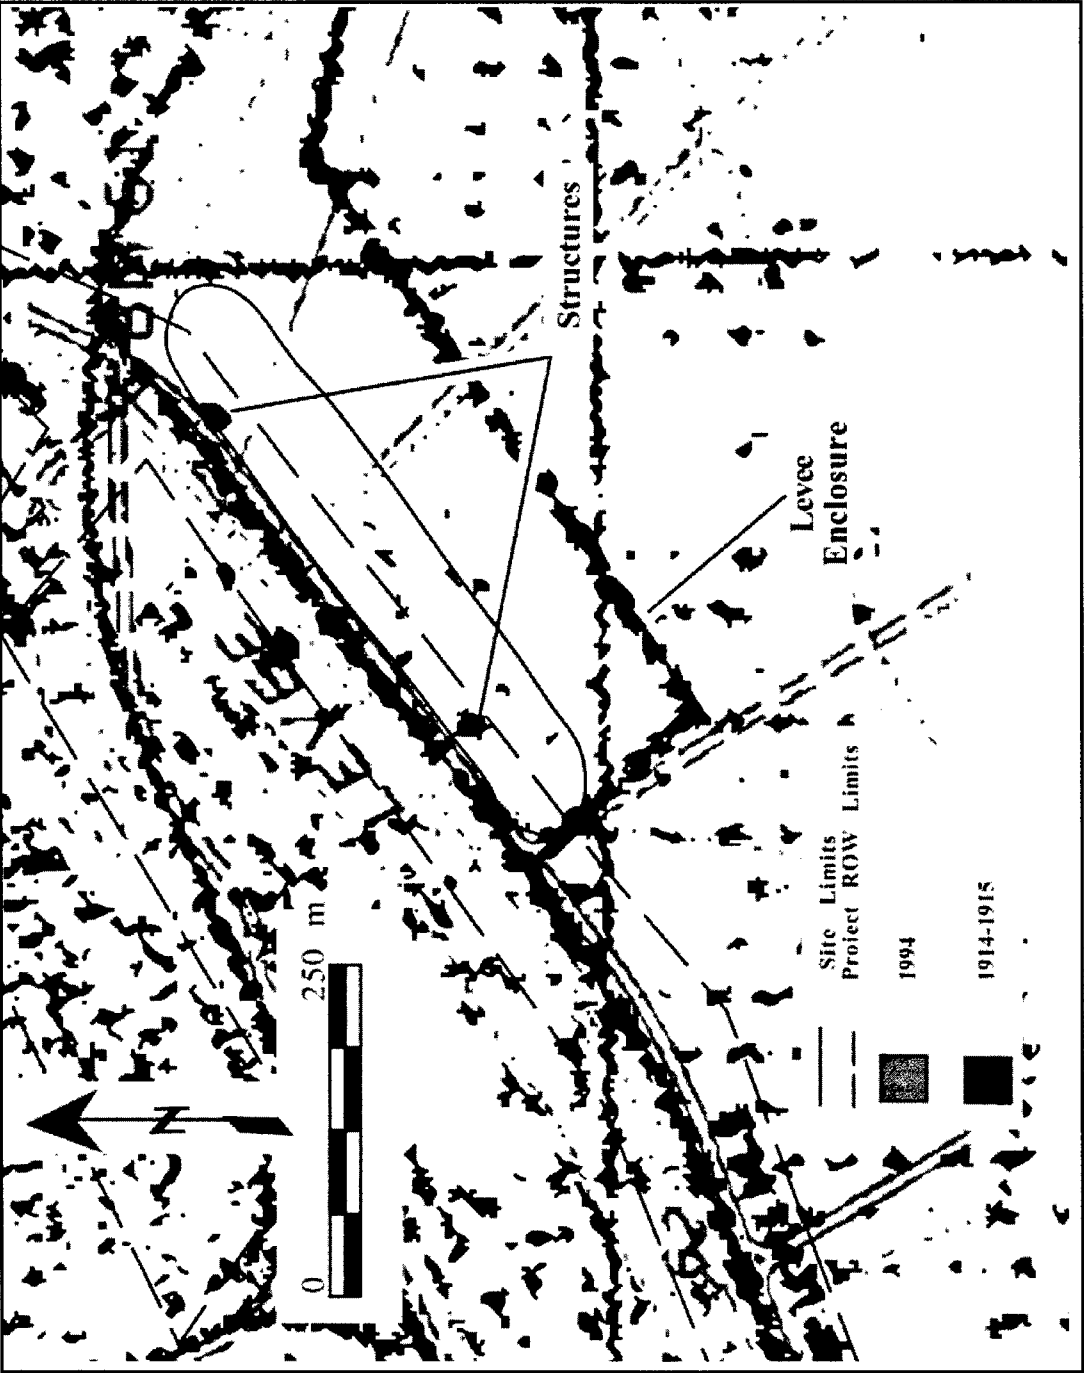 Structures
Levee
Enclosure
0 250 m
N
Site Limits
Project ROW Limits
1994
1914-1915